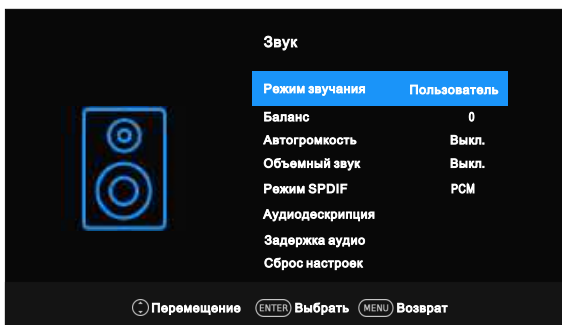 Звук
Режим звучания Пользователь
Баланс 0
Автогромкость Выкл.
Объемный звук Выкл.
Режим SPDIF PCM
Аудиодескрипция
Задержка аудио
Сброс настроек
Перемещение ENTER Выбрать MENU Возврат